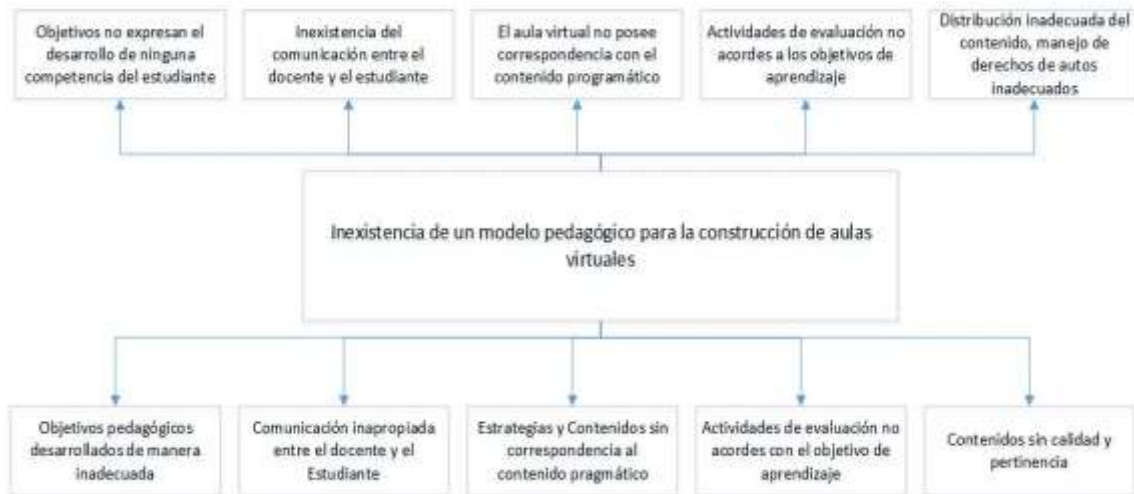 Objetivos no expresan el
desarrollo de ninguna
competencia del estudiante
Inexistencia del
comunicación entre el
docente y el estudiante
El aula virtual no posee
correspondencia con el
contenido programático
Actividades de evaluación no
acordes a los objetivos de
aprendizaje
Distribución inadecuada del
contenido, manejo de
derechos de autos
inadecuados
Inexistencia de un modelo pedagógico para la construcción de aulas
virtuales
Objetivos pedagógicos
desarrollados de manera
inadecuada
Comunicación inapropiada
entre el docente y el
Estudiante
Estrategias y Contenidos sin
correspondencia al
contenido pragmático
Actividades de evaluación no
acordes con el objetivo de
aprendizaje
Contenidos sin calidad y
pertinencia